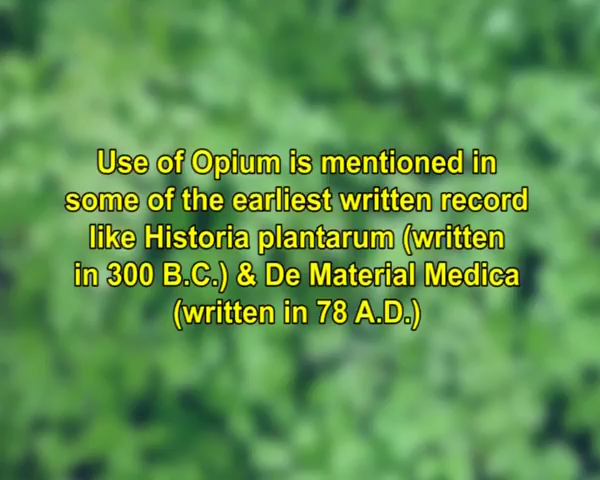 Use of Opium is mentioned in
some of the earliest written record
like Historia plantarum (written
in 300 B.C.) & De Material Medica
(written in 78 A.D.)